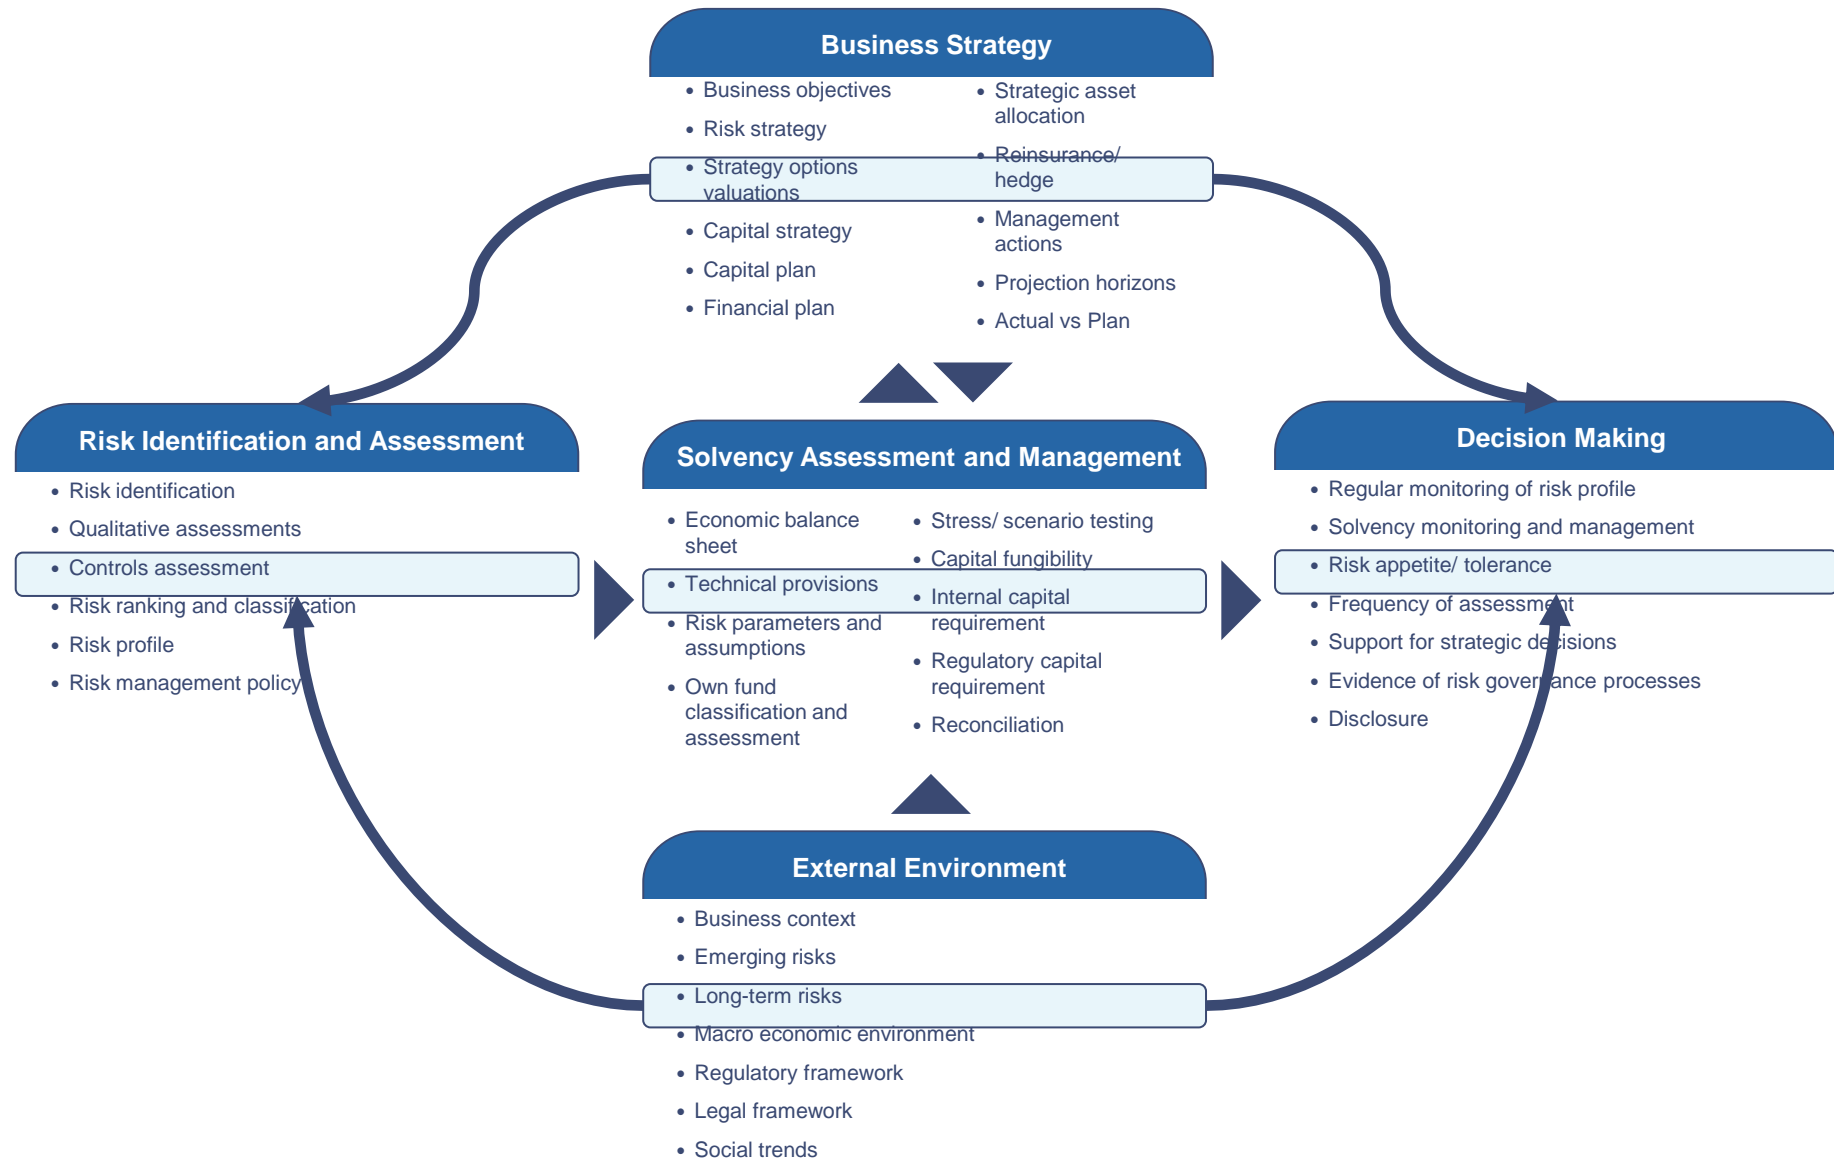 Business Strategy
• Business objectives
• Risk strategy
• Strategy options
valuations
• Capital strategy
• Capital plan
• Financial plan
• Strategic asset
allocation
• Reinsurance/
hedge
• Management
actions
• Projection horizons
• Actual vs Plan
Risk Identification and Assessment
• Risk identification
• Qualitative assessments
• Controls assessment
• Risk ranking and classification
• Risk profile
• Risk management policy
Solvency Assessment and Management
• Economic balance
sheet
• Technical provisions
• Risk parameters and
assumptions
• Own fund
classification and
assessment
• Stress/ scenario testing
• Capital fungibility
• Internal capital
requirement
• Regulatory capital
requirement
• Reconciliation
Decision Making
• Regular monitoring of risk profile
• Solvency monitoring and management
• Risk appetite/ tolerance
• Frequency of assessment
• Support for strategic decisions
• Evidence of risk governance processes
• Disclosure
External Environment
• Business context
• Emerging risks
• Long-term risks
• Macro economic environment
• Regulatory framework
• Legal framework
• Social trends